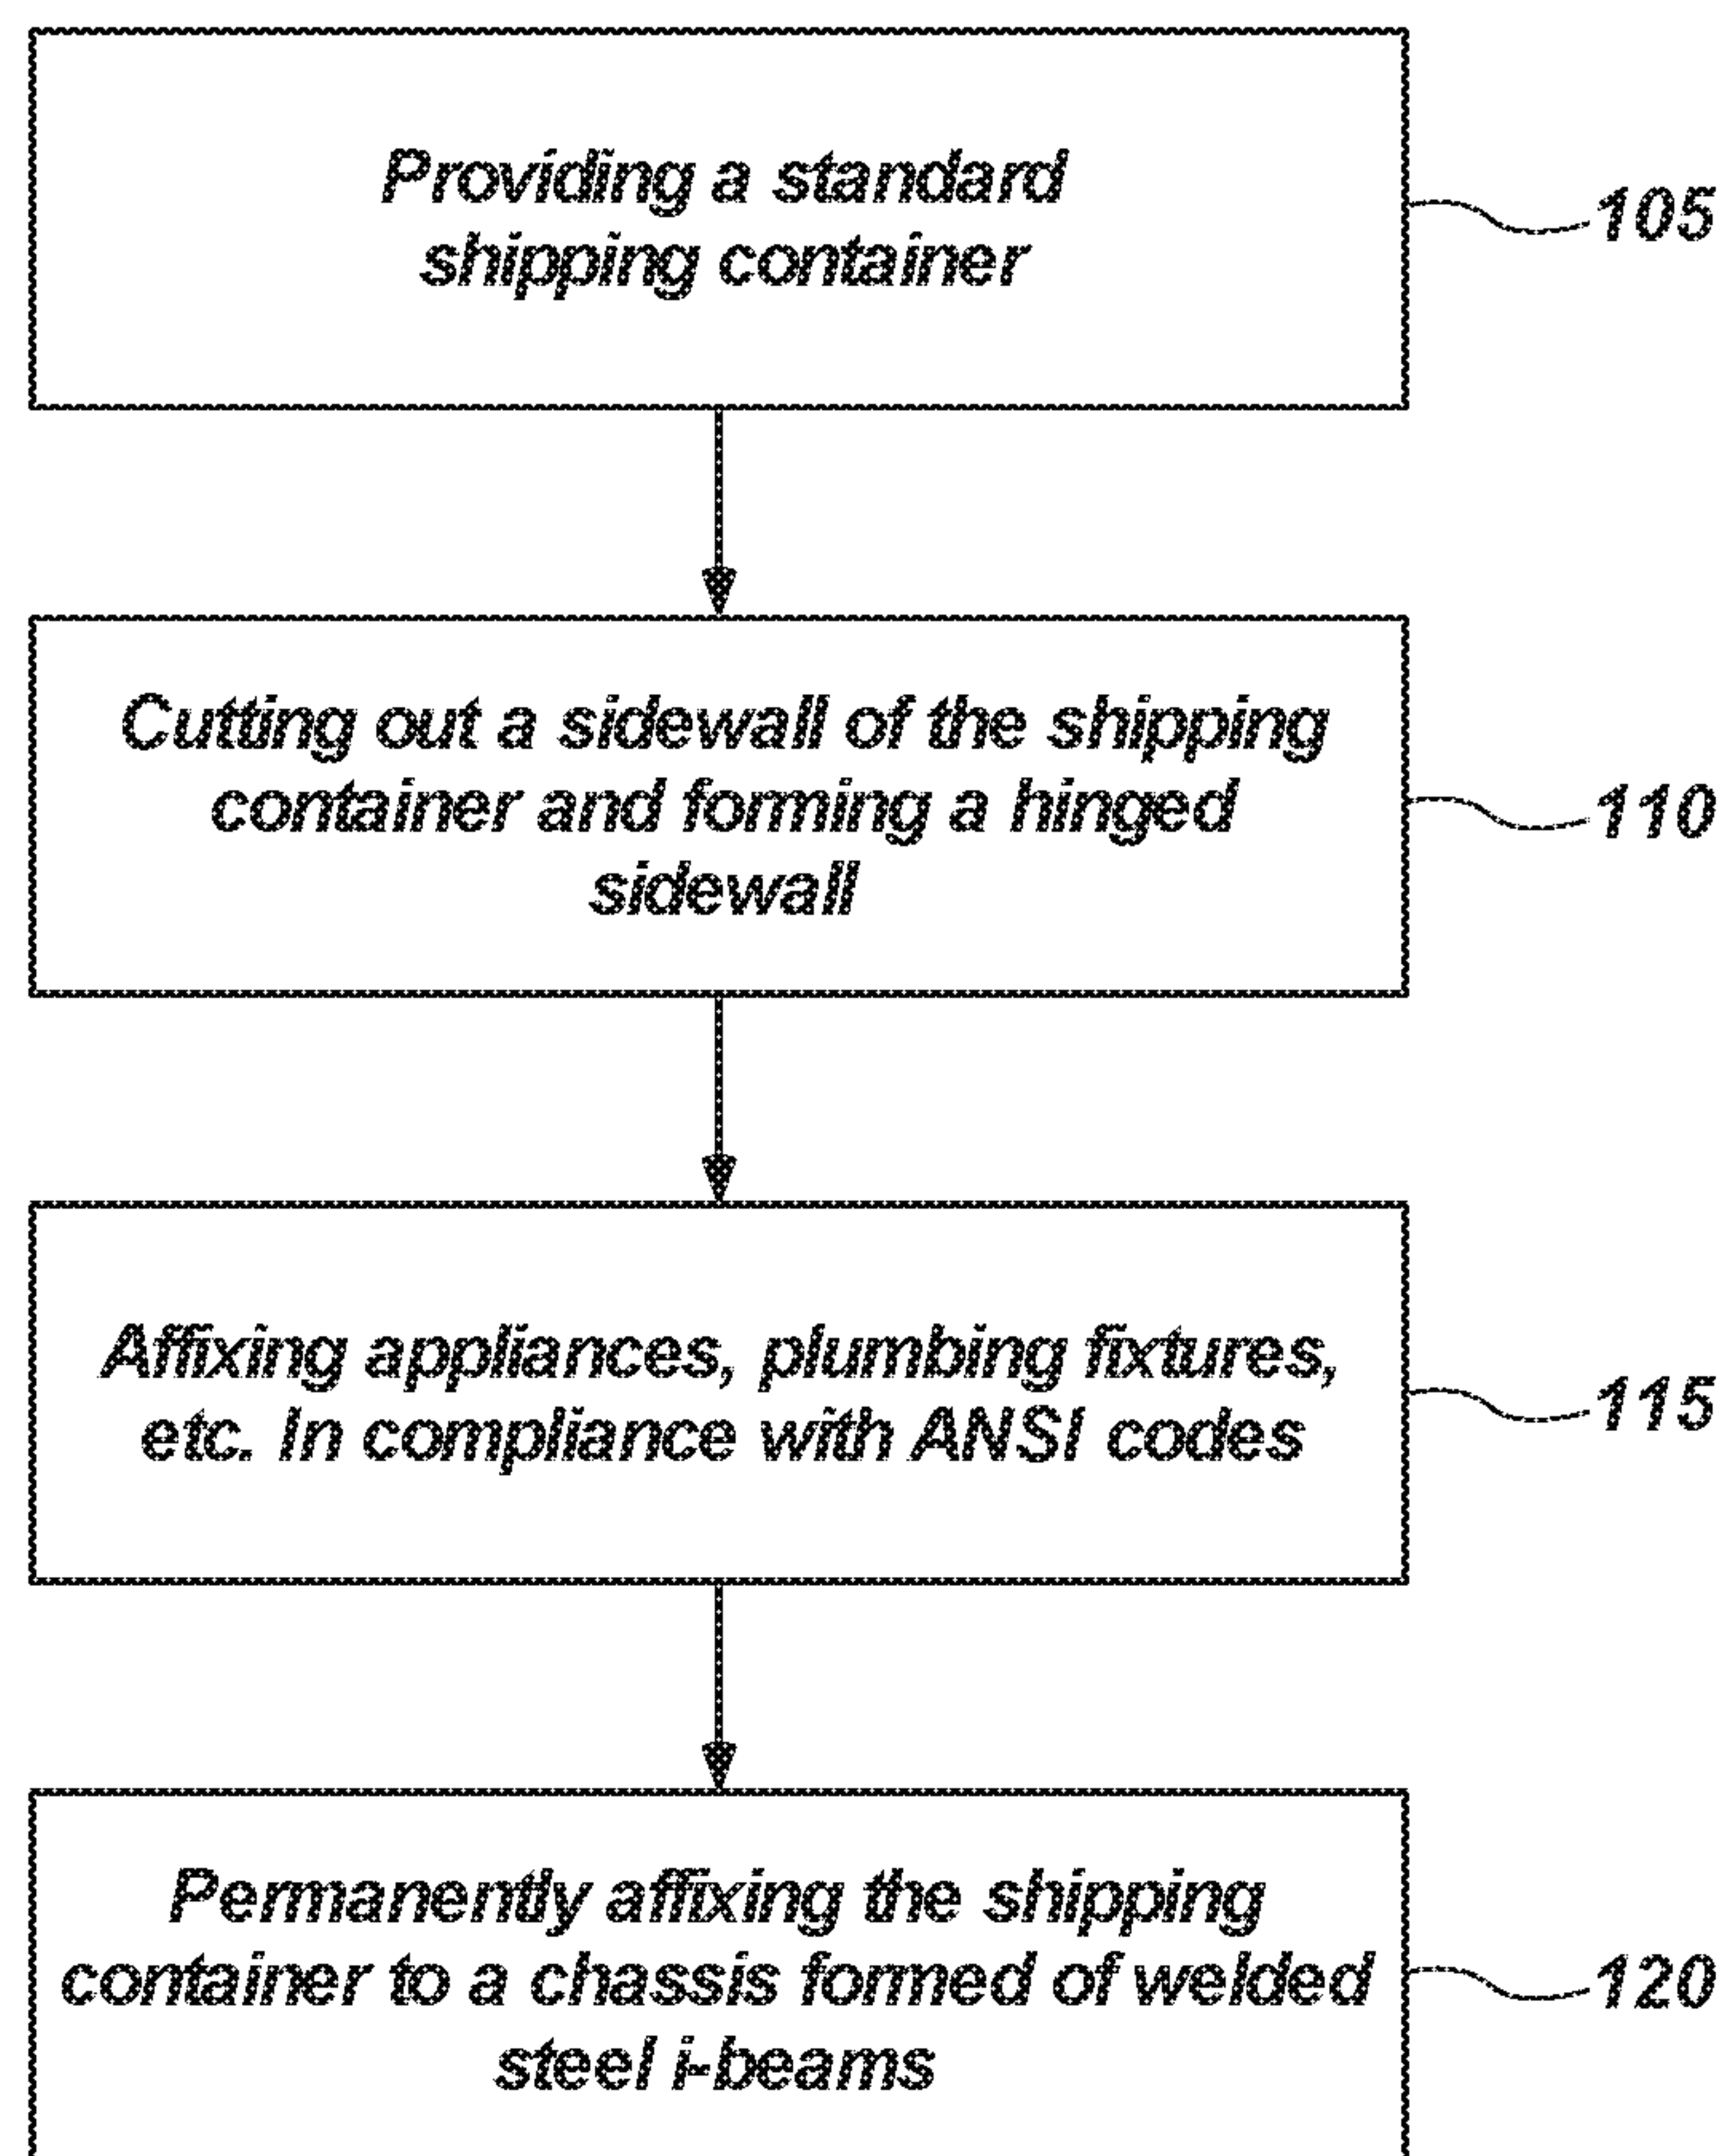 Providing a standard
shipping container
105
Cutting out a sidewall of the shipping
container and forming a hinged
sidewall
110
Affixing appliances, plumbing fixtures,
etc. In compliance with ANSI codes
115
Permanently affixing the shipping
container to a chassis formed of welded
steel i-beams
120